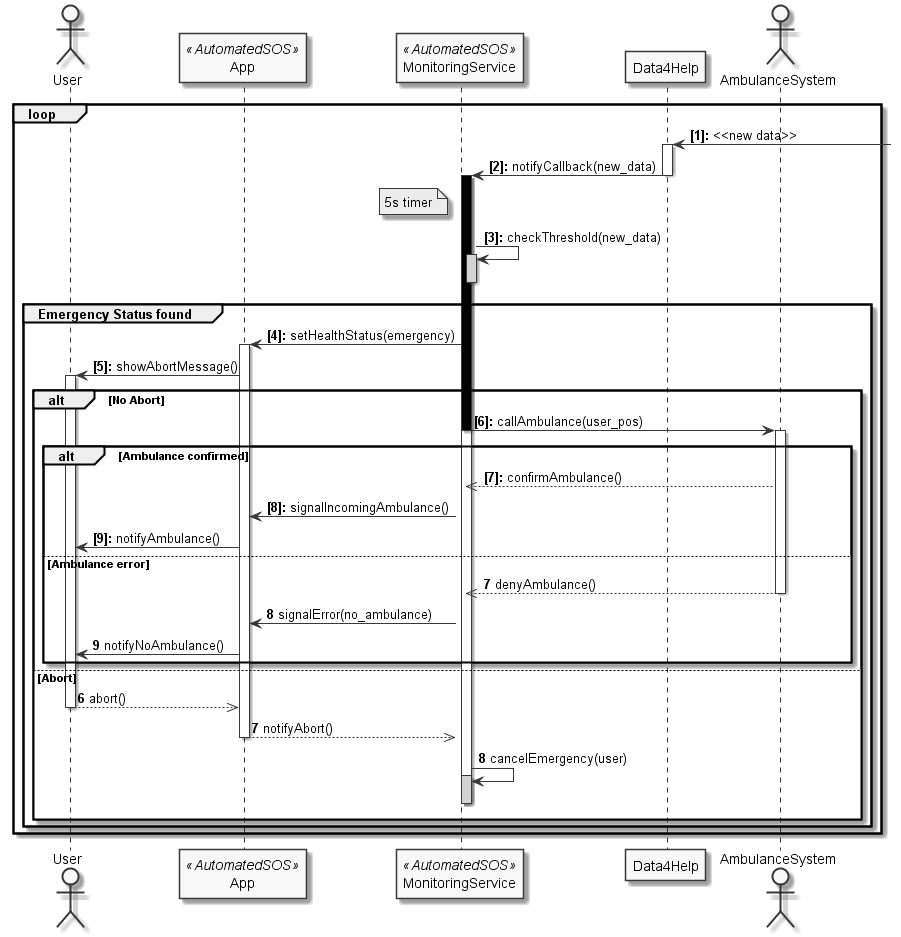 User
«AutomatedSOS»
App
«AutomatedSOS»
MonitoringService
Data4Help
AmbulanceSystem
loop
[1]: <<new data>>
[2]: notifyCallback(new_data)
5s timer
[3]: checkThreshold(new_data)
Emergency Status found
[4]: setHealthStatus(emergency)
[5]: showAbortMessage()
alt [No Abort]
[6]: callAmbulance(user_pos)
alt [Ambulance confirmed]
[7]: confirmAmbulance()
[8]: signalIncomingAmbulance()
[9]: notifyAmbulance()
[Ambulance error]
7 denyAmbulance()
8 signalError(no_ambulance)
9 notifyNoAmbulance()
[Abort]
6 abort()
7 notifyAbort()
8 cancelEmergency(user)
User
«AutomatedSOS»
App
«AutomatedSOS»
MonitoringService
Data4Help
AmbulanceSystem